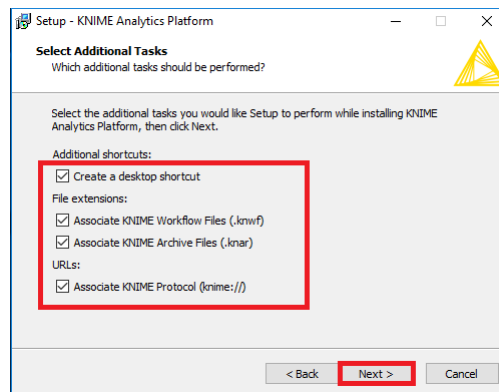 Setup - KNIME Analytics Platform
Select Additional Tasks
Which additional tasks should be performed?
Select the additional tasks you would like Setup to perform while installing KNIME
Analytics Platform, then click Next.
Additional shortcuts:
Create a desktop shortcut
File extensions:
Associate KNIME Workflow Files (.knwf)
Associate KNIME Archive Files (.knar)
URLs:
Associate KNIME Protocol (knime://)
< Back Next > Cancel